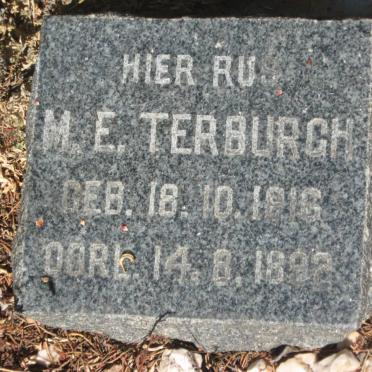 HIER RUS
M. E. TERBURGH
GEB. 18. 10. 1816
OORL. 14. 8. 1892